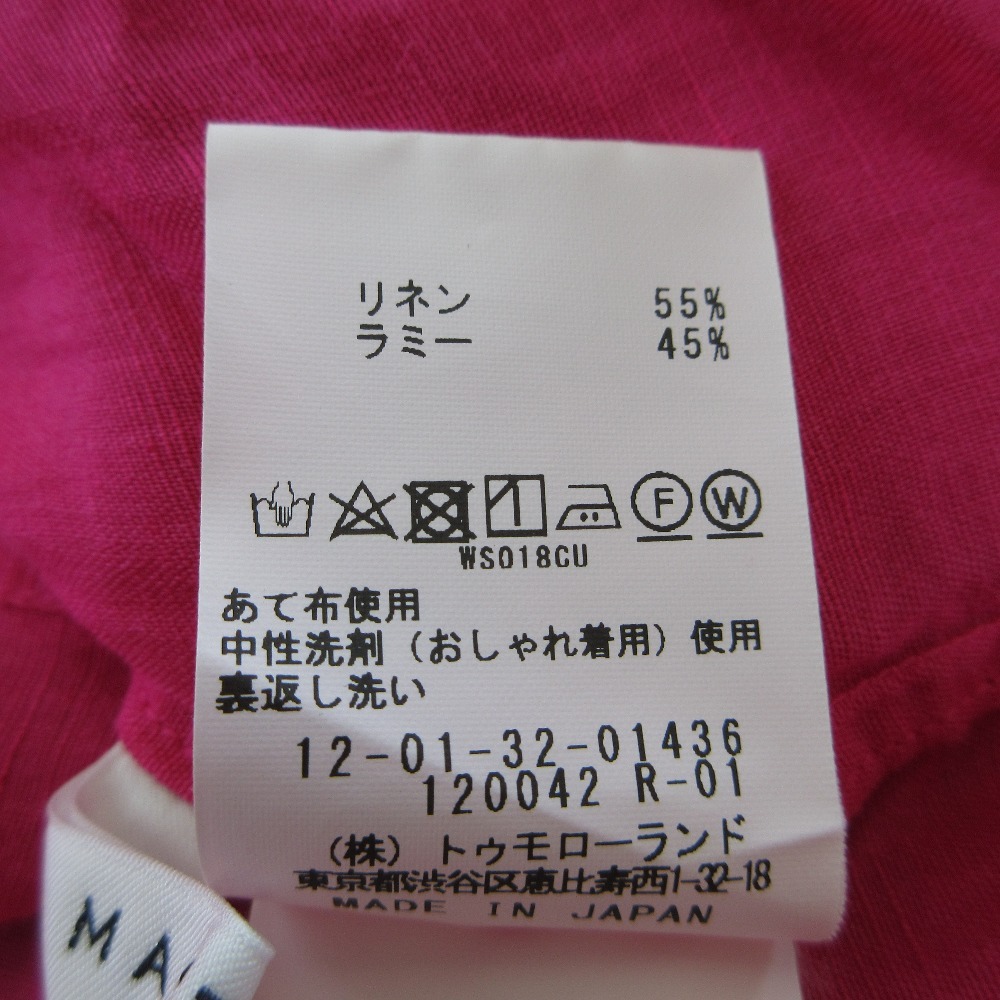 リネン 55%
ラミー 45%
F W
WS018CU
あて布使用
中性洗剤（おしゃれ着用）使用
裏返し洗い
12-01-32-01436
120042 R-01
（株）トゥモローランド
東京都渋谷区恵比寿西1-32-18
MADE IN JAPAN